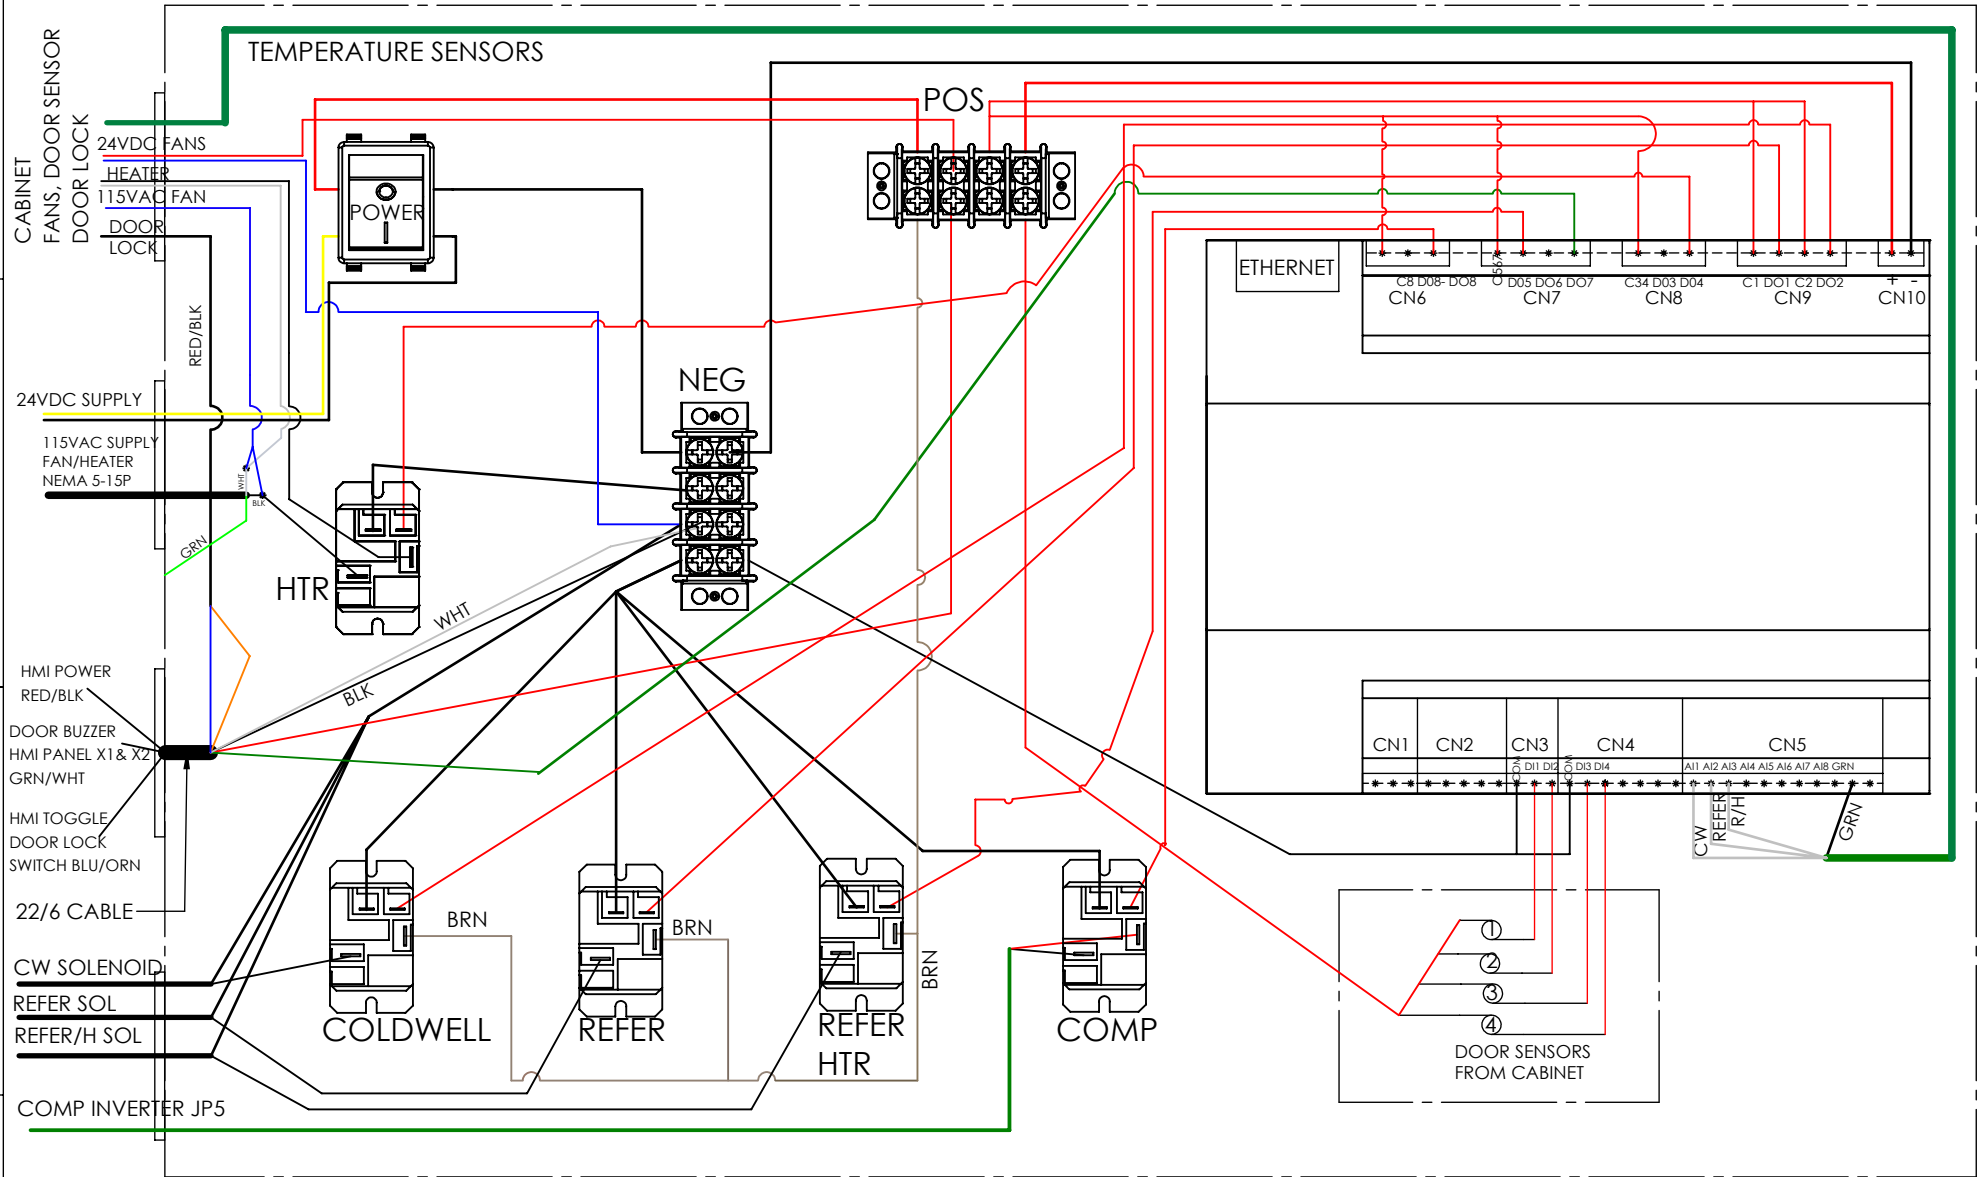 TEMPERATURE SENSORS
CABINET
FANS, DOOR SENSOR
DOOR LOCK
24VDC FANS
HEATER
115VAC FAN
DOOR
LOCK
POWER
POS
RED/BLK
24VDC SUPPLY
115VAC SUPPLY
FAN/HEATER
NEMA 5-15P
WHT
BLK
GRN
HTR
NEG
WHT
BLK
ETHERNET
C8 D08- DO8
C567
D05 DO6 DO7
C34 D03 D04
C1 DO1 C2 DO2
+ -
CN6
CN7
CN8
CN9
CN10
HMI POWER
RED/BLK
DOOR BUZZER
HMI PANEL X1& X2
GRN/WHT
HMI TOGGLE
DOOR LOCK
SWITCH BLU/ORN
22/6 CABLE
CN1
CN2
CN3
CN4
CN5
COM DI1 DI2
COM DI3 DI4
AI1 AI2 AI3 AI4 AI5 AI6 AI7 AI8 GRN
CW
REFER
R/H
GRN
CW SOLENOID
REFER SOL
REFER/H SOL
COMP INVERTER JP5
BRN
BRN
BRN
COLDWELL
REFER
REFER
HTR
COMP
1
2
3
4
DOOR SENSORS
FROM CABINET